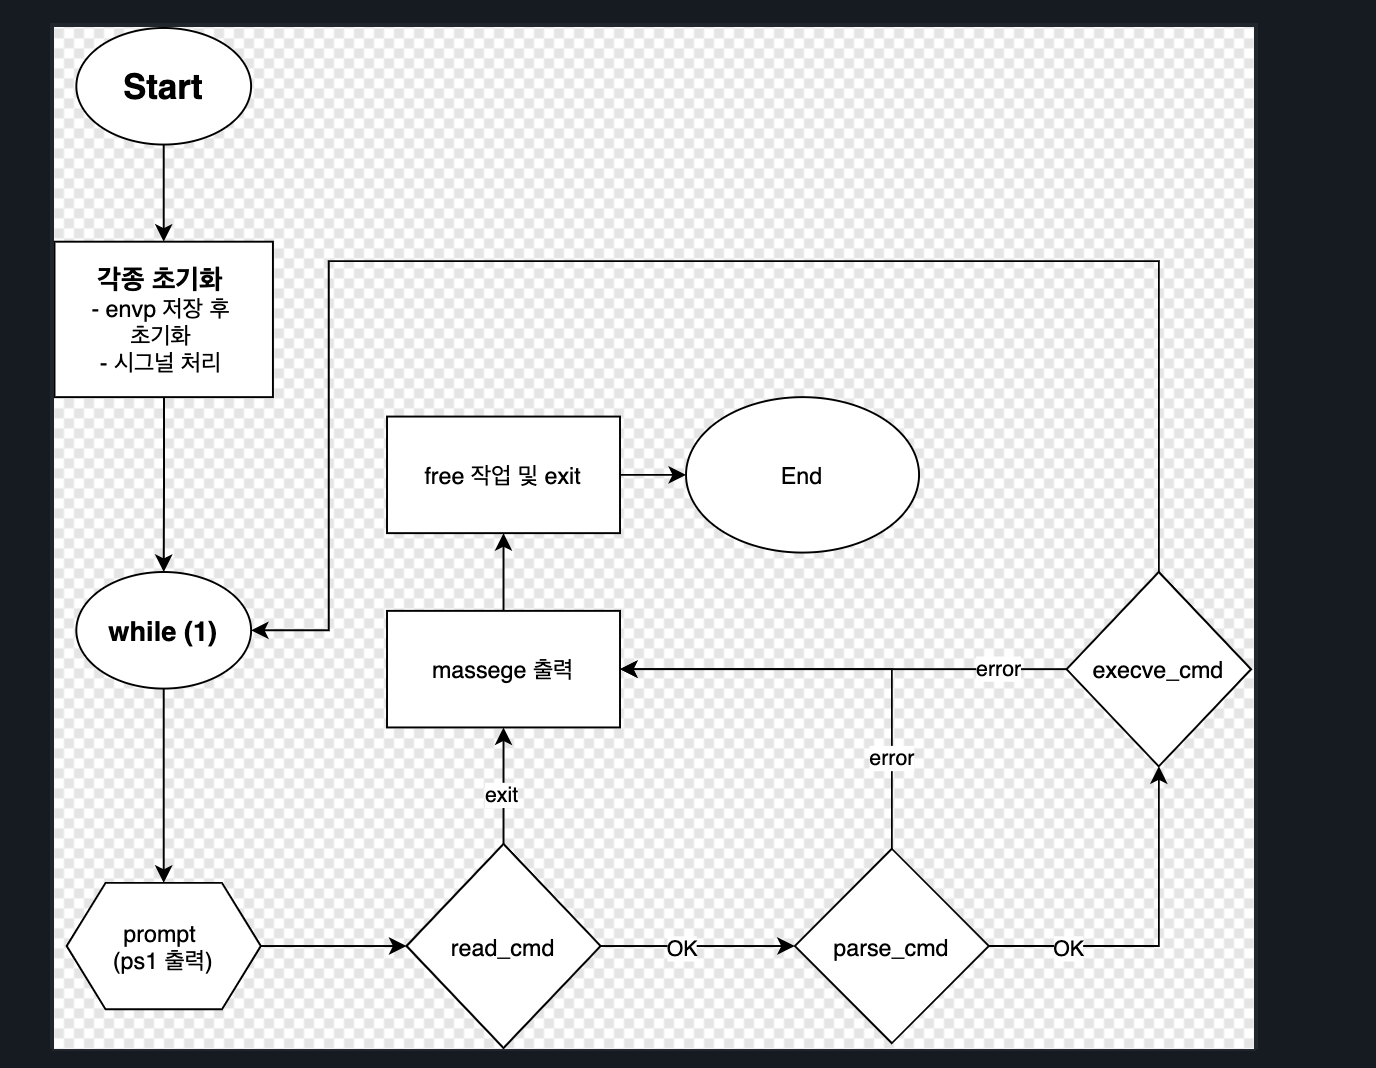 Start
각종 초기화
- envp 저장 후
초기화
- 시그널 처리
free 작업 및 exit
End
while (1)
massege 출력
error
execve_cmd
error
exit
prompt
(ps1 출력)
read_cmd
OK
parse_cmd
OK